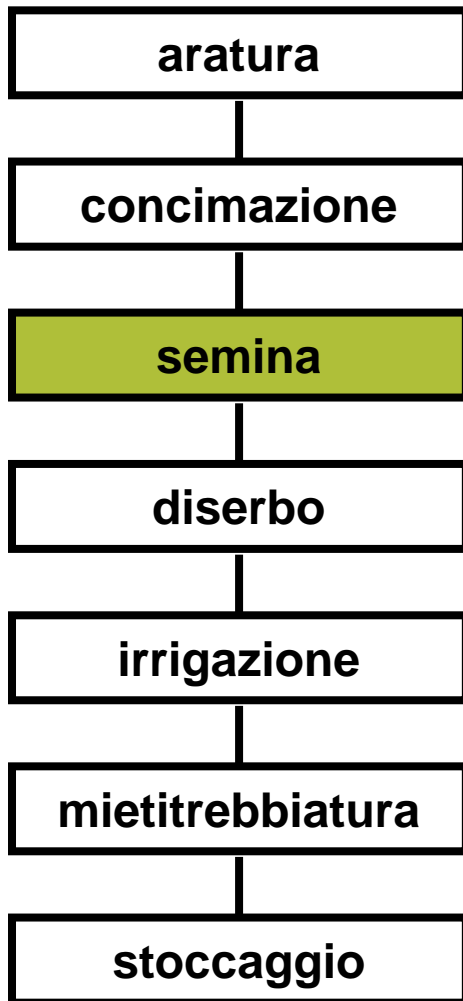 aratura
concimazione
semina
diserbo
irrigazione
mietitrebbiatura
stoccaggio